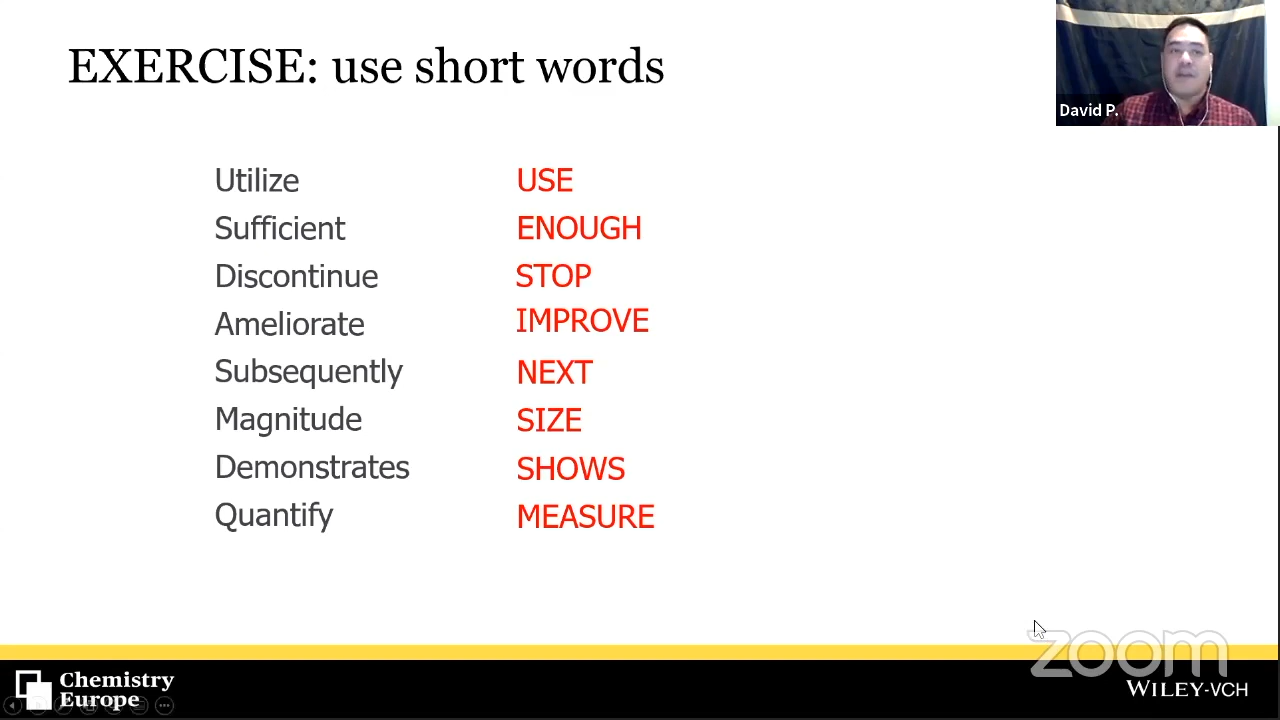 EXERCISE: use short words
David P.
Utilize USE
Sufficient ENOUGH
Discontinue STOP
Ameliorate IMPROVE
Subsequently NEXT
Magnitude SIZE
Demonstrates SHOWS
Quantify MEASURE
zoom
Chemistry
Europe
WILEY-VCH